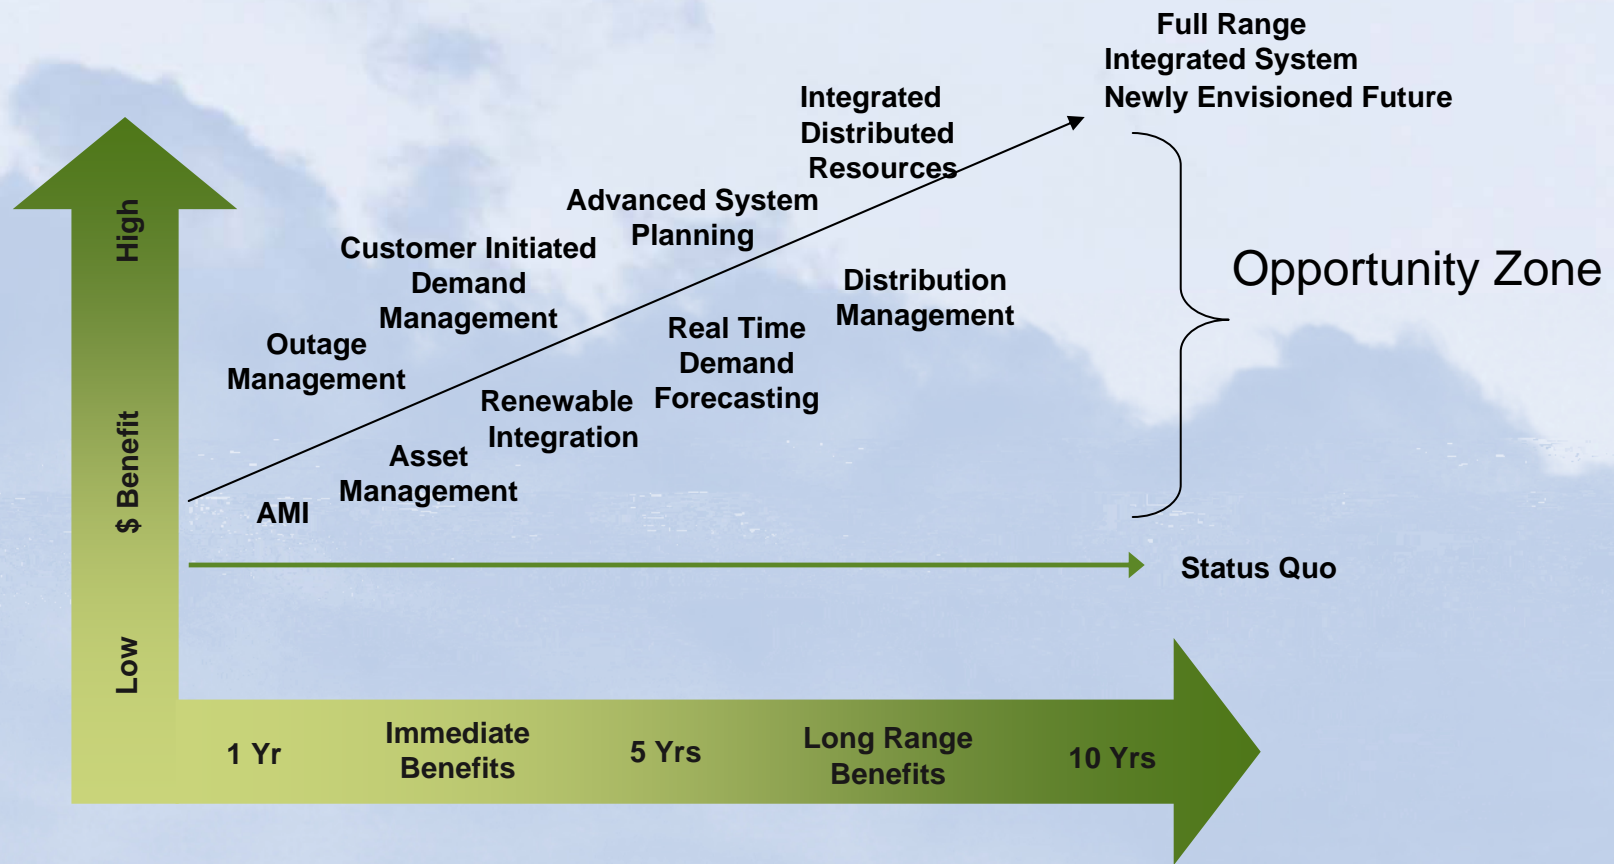 Full Range
Integrated System
Newly Envisioned Future
Integrated
Distributed
Resources
Advanced System
Planning
Customer Initiated
Demand
Management
Outage
Management
Distribution
Management
Real Time
Demand
Forecasting
Renewable
Integration
Asset
Management
AMI
Opportunity Zone
Status Quo
High
$ Benefit
Low
1 Yr
Immediate
Benefits
5 Yrs
Long Range
Benefits
10 Yrs